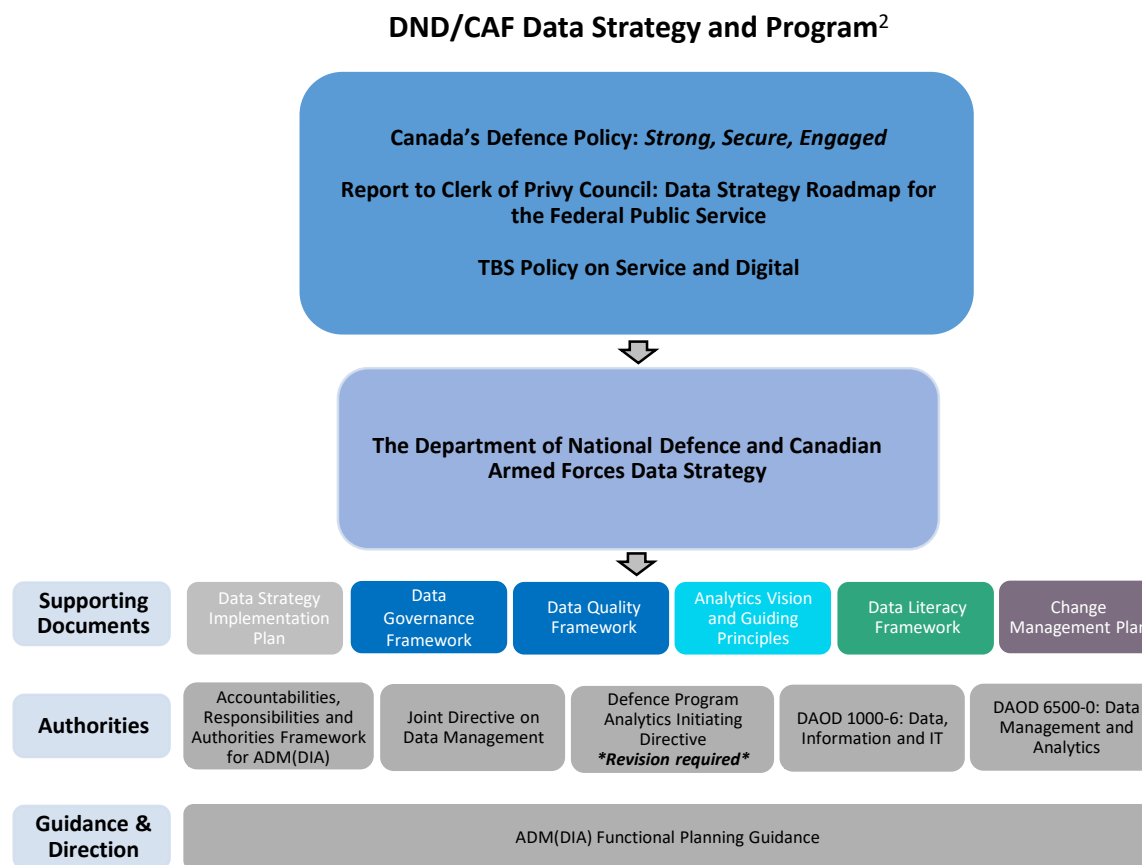 DND/CAF Data Strategy and Program²
Canada's Defence Policy: Strong, Secure, Engaged
Report to Clerk of Privy Council: Data Strategy Roadmap for
the Federal Public Service
TBS Policy on Service and Digital
The Department of National Defence and Canadian
Armed Forces Data Strategy
Supporting
Documents
Data Strategy
Implementation
Plan
Data
Governance
Framework
Data Quality
Framework
Analytics Vision
and Guiding
Principles
Data Literacy
Framework
Change
Management Plan
Authorities
Accountabilities,
Responsibilities and
Authorities Framework
for ADM(DIA)
Joint Directive on
Data Management
Defence Program
Analytics Initiating
Directive
*Revision required*
DAOD 1000-6: Data,
Information and IT
DAOD 6500-0: Data
Management and
Analytics
Guidance &
Direction
ADM(DIA) Functional Planning Guidance